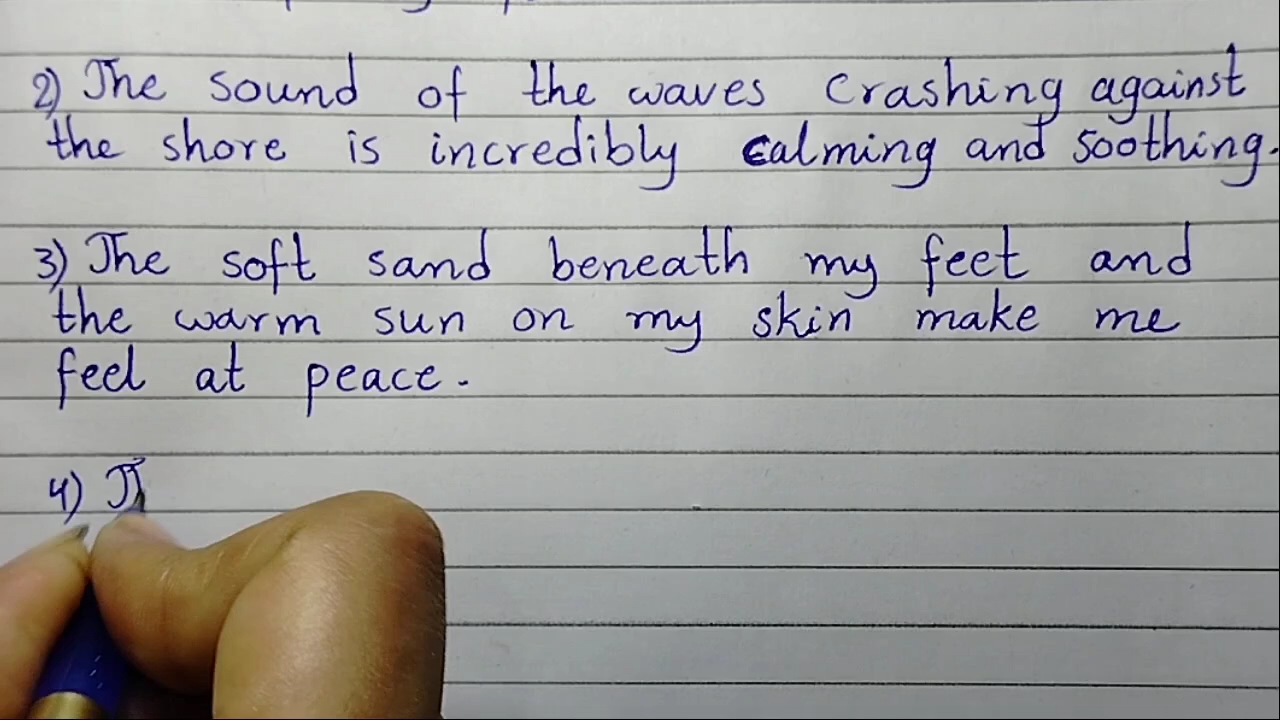 2) The sound of the waves crashing against
the shore is incredibly calming and soothing.
3) The soft sand beneath my feet and
the warm sun on my skin make me
feel at peace.
4)